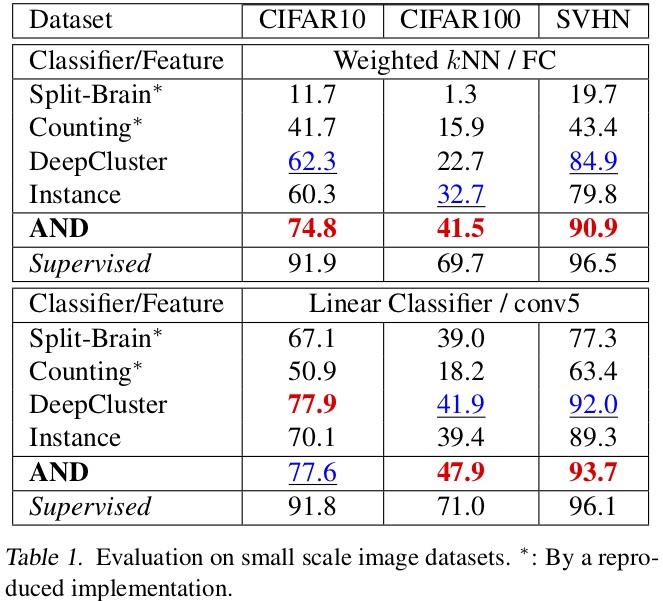 Dataset CIFAR10 CIFAR100 SVHN
Classifier/Feature Weighted kNN / FC
Split-Brain* 11.7 1.3 19.7
Counting* 41.7 15.9 43.4
DeepCluster 62.3 22.7 84.9
Instance 60.3 32.7 79.8
AND 74.8 41.5 90.9
Supervised 91.9 69.7 96.5
Classifier/Feature Linear Classifier / conv5
Split-Brain* 67.1 39.0 77.3
Counting* 50.9 18.2 63.4
DeepCluster 77.9 41.9 92.0
Instance 70.1 39.4 89.3
AND 77.6 47.9 93.7
Supervised 91.8 71.0 96.1
Table 1. Evaluation on small scale image datasets. *: By a repro-
duced implementation.